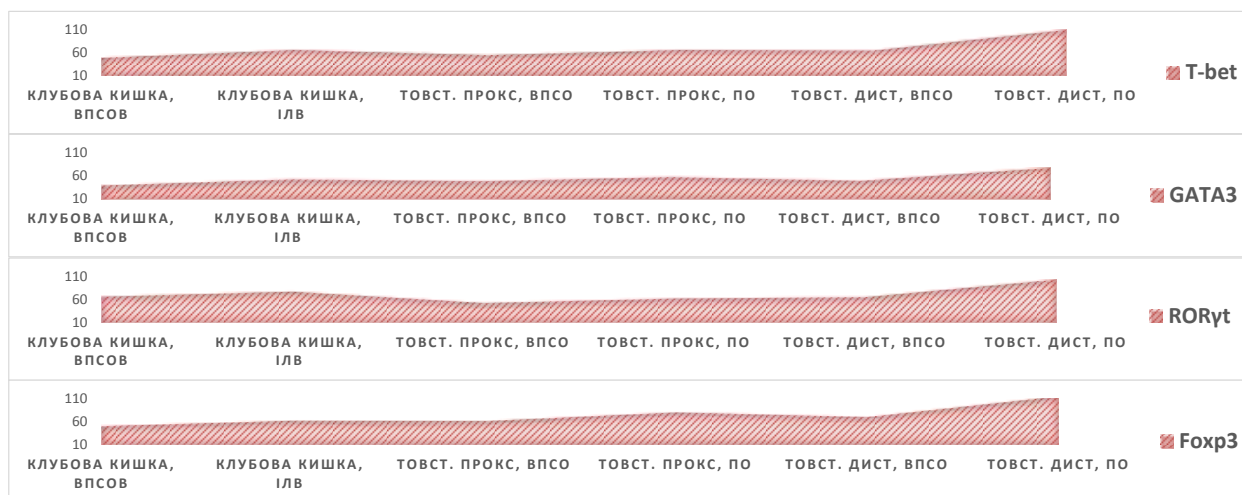 110
60
10
КЛУБОВА КИШКА, ВПСОВ
КЛУБОВА КИШКА, ІЛВ
ТОВСТ. ПРОКС, ВПСО
ТОВСТ. ПРОКС, ПО
ТОВСТ. ДИСТ, ВПСО
ТОВСТ. ДИСТ, ПО
T-bet
110
60
10
КЛУБОВА КИШКА, ВПСОВ
КЛУБОВА КИШКА, ІЛВ
ТОВСТ. ПРОКС, ВПСО
ТОВСТ. ПРОКС, ПО
ТОВСТ. ДИСТ, ВПСО
ТОВСТ. ДИСТ, ПО
GATA3
110
60
10
КЛУБОВА КИШКА, ВПСОВ
КЛУБОВА КИШКА, ІЛВ
ТОВСТ. ПРОКС, ВПСО
ТОВСТ. ПРОКС, ПО
ТОВСТ. ДИСТ, ВПСО
ТОВСТ. ДИСТ, ПО
RORγt
110
60
10
КЛУБОВА КИШКА, ВПСОВ
КЛУБОВА КИШКА, ІЛВ
ТОВСТ. ПРОКС, ВПСО
ТОВСТ. ПРОКС, ПО
ТОВСТ. ДИСТ, ВПСО
ТОВСТ. ДИСТ, ПО
Foxp3